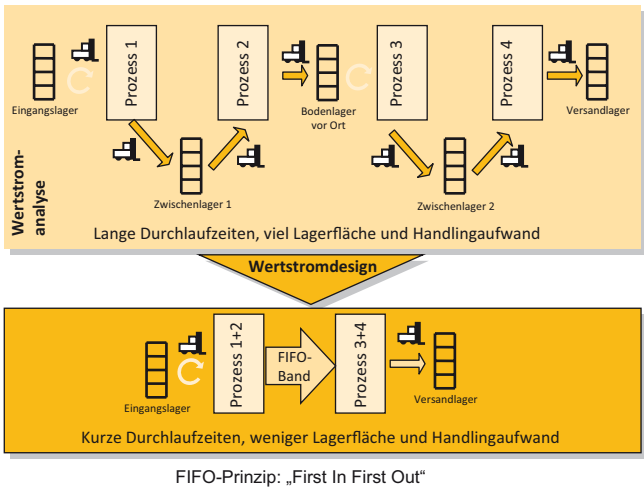 Prozess 1
Prozess 2
Prozess 3
Prozess 4
Eingangslager
Bodenlager
vor Ort
Versandlager
Zwischenlager 1
Zwischenlager 2
Wertstrom-
analyse
Lange Durchlaufzeiten, viel Lagerfläche und Handlingaufwand
Wertstromdesign
Prozess 1+2
FIFO-
Band
Prozess 3+4
Eingangslager
Versandlager
Kurze Durchlaufzeiten, weniger Lagerfläche und Handlingaufwand
FIFO-Prinzip: „First In First Out“